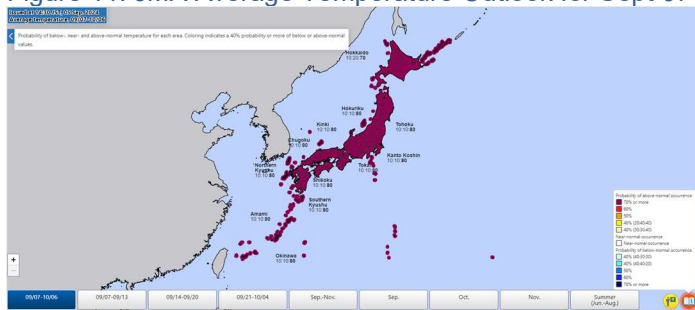 Issued at 14:30 JST, 05 Sep. 2024
Average temperature, 09/07-10/06
Probability of below-, near- and above-normal temperature for each area. Coloring indicates a 40% probability or more of below or above-normal
values.
Hokkaido
10:20:70
Hokuriku
10:10:80
Tohoku
10:10:80
Kinki
10:10:80
Chugoku
10:10:80
Kanto Koshin
10:10:80
Tokai
10:10:80
Northern
Kyushu
10:10:80
Shikoku
10:10:80
Southern
Kyushu
10:10:80
Amami
10:10:80
Okinawa
10:10:80
Probability of above-normal occurrence
70% or more
60%
50%
40% (20:40:40)
40% (30:30:40)
Near-normal occurrence
Near-normal occurrence
Probability of below-normal occurrence
40% (40:30:30)
40% (40:40:20)
50%
60%
70% or more
+
−
09/07-10/06
09/07-09/13
09/14-09/20
09/21-10/04
Sep.-Nov.
Sep.
Oct.
Nov.
Summer
(Jun.-Aug.)